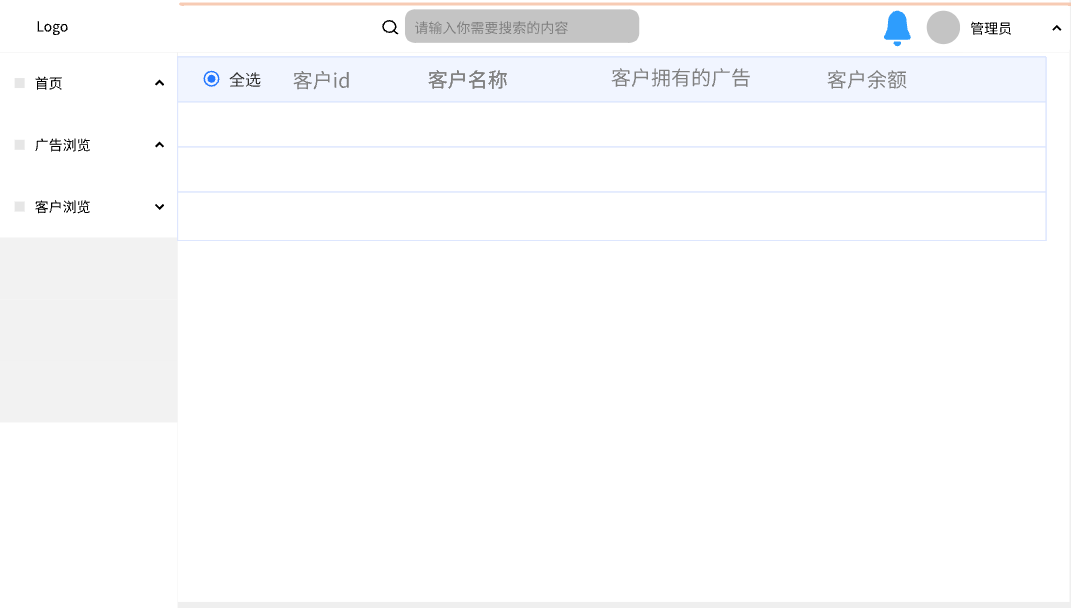 Logo
请输入你需要搜索的内容
管理员
首页
广告浏览
客户浏览
全选 客户id 客户名称 客户拥有的广告 客户余额